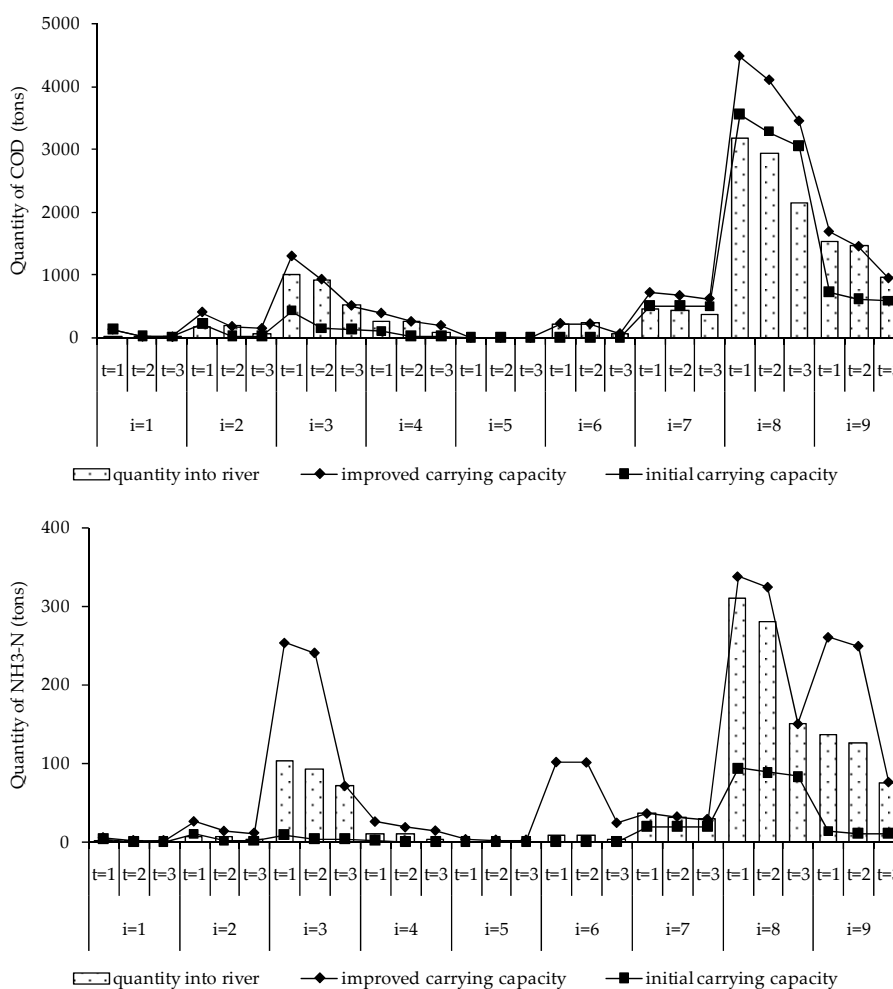 5000
4000
3000
2000
1000
0
Quantity of COD (tons)
t=1 t=2 t=3 t=1 t=2 t=3 t=1 t=2 t=3 t=1 t=2 t=3 t=1 t=2 t=3 t=1 t=2 t=3 t=1 t=2 t=3 t=1 t=2 t=3 t=1 t=2
i=1 i=2 i=3 i=4 i=5 i=6 i=7 i=8 i=9
quantity into river improved carrying capacity initial carrying capacity
400
300
200
100
0
Quantity of NH3-N (tons)
t=1 t=2 t=3 t=1 t=2 t=3 t=1 t=2 t=3 t=1 t=2 t=3 t=1 t=2 t=3 t=1 t=2 t=3 t=1 t=2 t=3 t=1 t=2 t=3 t=1 t=2
i=1 i=2 i=3 i=4 i=5 i=6 i=7 i=8 i=9
quantity into river improved carrying capacity initial carrying capacity